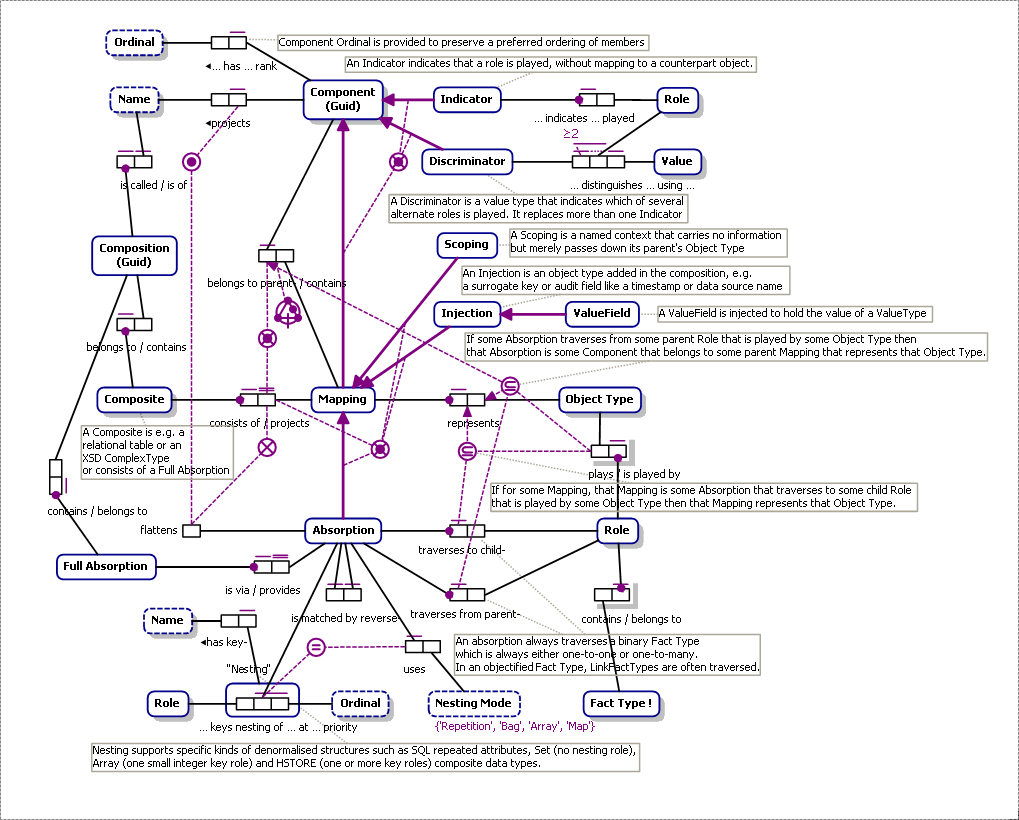 Ordinal
Component Ordinal is provided to preserve a preferred ordering of members
◄... has ... rank
An Indicator indicates that a role is played, without mapping to a counterpart object.
Name
Component
(Guid)
Indicator
Role
◄projects
... indicates ... played
≥2
is called / is of
Discriminator
Value
... distinguishes ... using ...
A Discriminator is a value type that indicates which of several
alternate roles is played. It replaces more than one Indicator
Composition
(Guid)
Scoping
A Scoping is a named context that carries no information
but merely passes down its parent's Object Type
belongs to parent- / contains
An Injection is an object type added in the composition, e.g.
a surrogate key or audit field like a timestamp or data source name
Injection
ValueField
A ValueField is injected to hold the value of a ValueType
belongs to / contains
If some Absorption traverses from some parent Role that is played by some Object Type then
that Absorption is some Component that belongs to some parent Mapping that represents that Object Type.
Composite
Mapping
Object Type
consists of / projects
represents
A Composite is e.g. a
relational table or an
XSD ComplexType
or consists of a Full Absorption
plays / is played by
If for some Mapping, that Mapping is some Absorption that traverses to some child Role
that is played by some Object Type then that Mapping represents that Object Type.
contains / belongs to
flattens
Absorption
Role
traverses to child-
Full Absorption
is via / provides
is matched by reverse-
traverses from parent-
contains / belongs to
Name
◄has key-
An absorption always traverses a binary Fact Type
which is always either one-to-one or one-to-many.
In an objectified Fact Type, LinkFactTypes are often traversed.
"Nesting"
uses
Role
Ordinal
Nesting Mode
Fact Type !
... keys nesting of ... at ... priority
{'Repetition', 'Bag', 'Array', 'Map'}
Nesting supports specific kinds of denormalised structures such as SQL repeated attributes, Set (no nesting role),
Array (one small integer key role) and HSTORE (one or more key roles) composite data types.